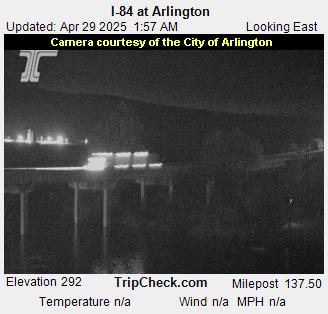 I-84 at Arlington
Updated: Apr 29 2025 1:57 AM Looking East
Camera courtesy of the City of Arlington
Elevation 292 TripCheck.com Milepost 137.50
Temperature n/a Wind n/a MPH n/a